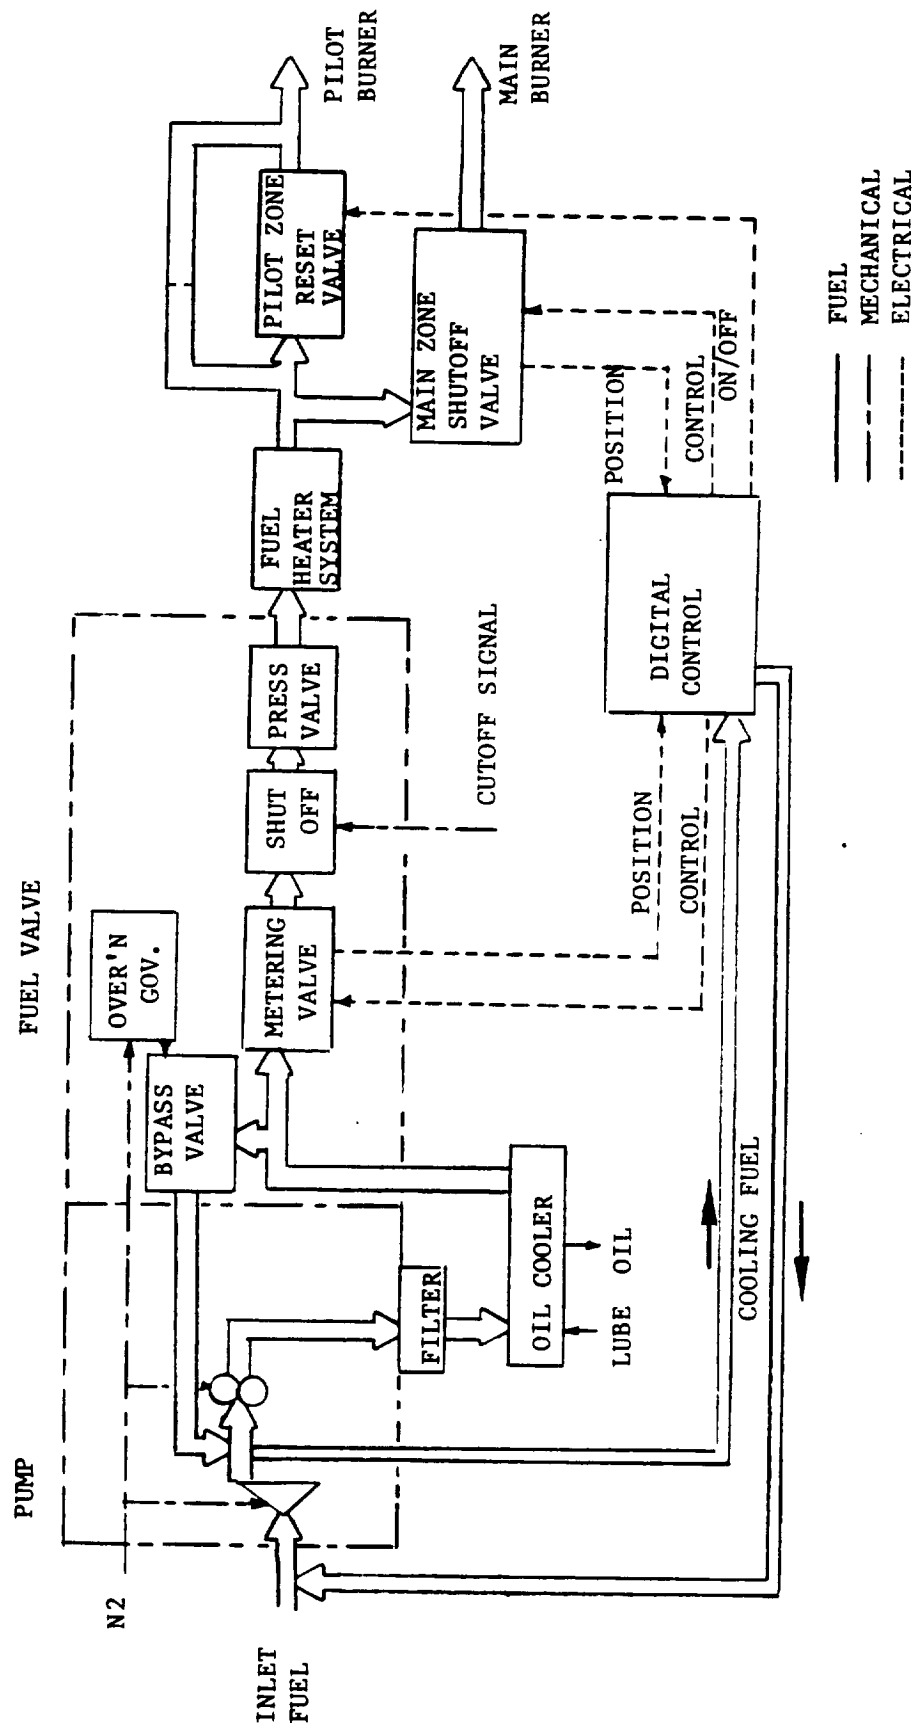 PUMP
FUEL VALVE
N2
INLET
FUEL
OVER'N
GOV.
BYPASS
VALVE
METERING
VALVE
SHUT
OFF
PRESS
VALVE
FUEL
HEATER
SYSTEM
PILOT ZONE
RESET
VALVE
PILOT
BURNER
MAIN ZONE
SHUTOFF
VALVE
MAIN
BURNER
FILTER
OIL COOLER
LUBE OIL
CUTOFF SIGNAL
POSITION
CONTROL
DIGITAL
CONTROL
POSITION
CONTROL
ON/OFF
COOLING FUEL
FUEL
MECHANICAL
ELECTRICAL